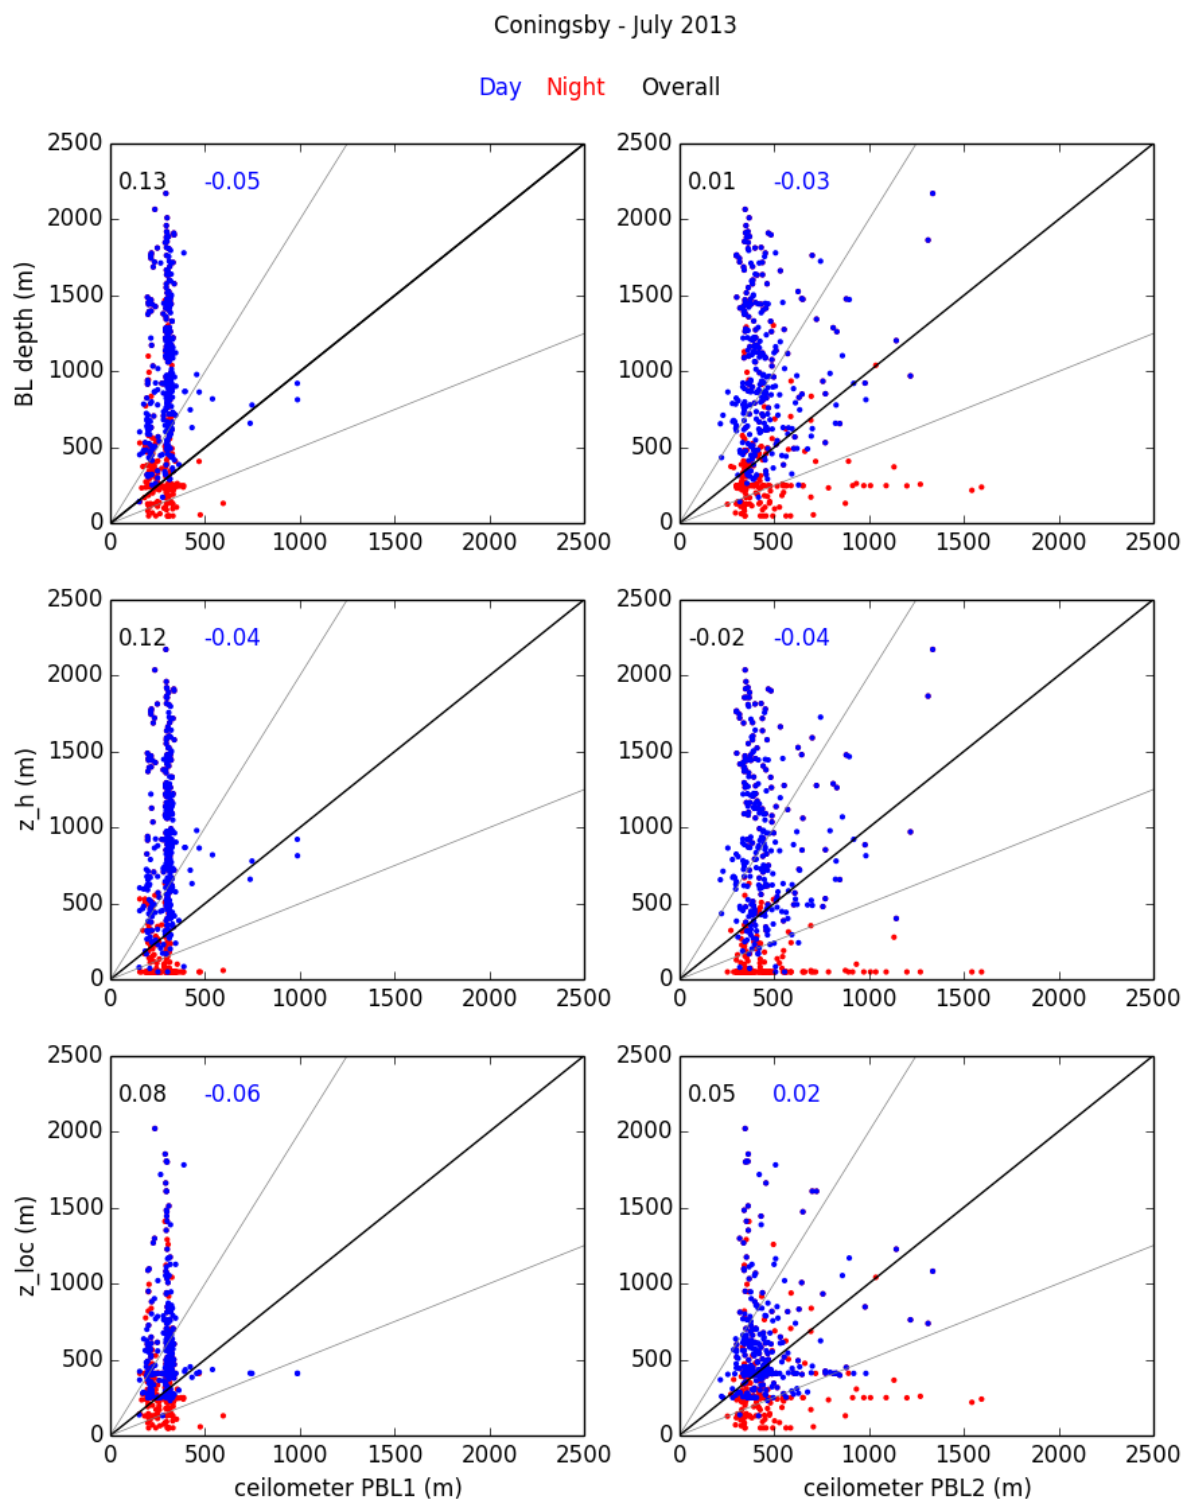 Coningsby - July 2013
Day Night Overall
2500 2500
0.13 -0.05 0.01 -0.03
2000 2000
1500 1500
BL depth (m)
1000 1000
500 500
0 0
0 500 1000 1500 2000 2500 0 500 1000 1500 2000 2500
2500 2500
0.12 -0.04 -0.02 -0.04
2000 2000
1500 1500
z_h (m)
1000 1000
500 500
0 0
0 500 1000 1500 2000 2500 0 500 1000 1500 2000 2500
2500 2500
0.08 -0.06 0.05 0.02
2000 2000
1500 1500
z_loc (m)
1000 1000
500 500
0 0
0 500 1000 1500 2000 2500 0 500 1000 1500 2000 2500
ceilometer PBL1 (m) ceilometer PBL2 (m)